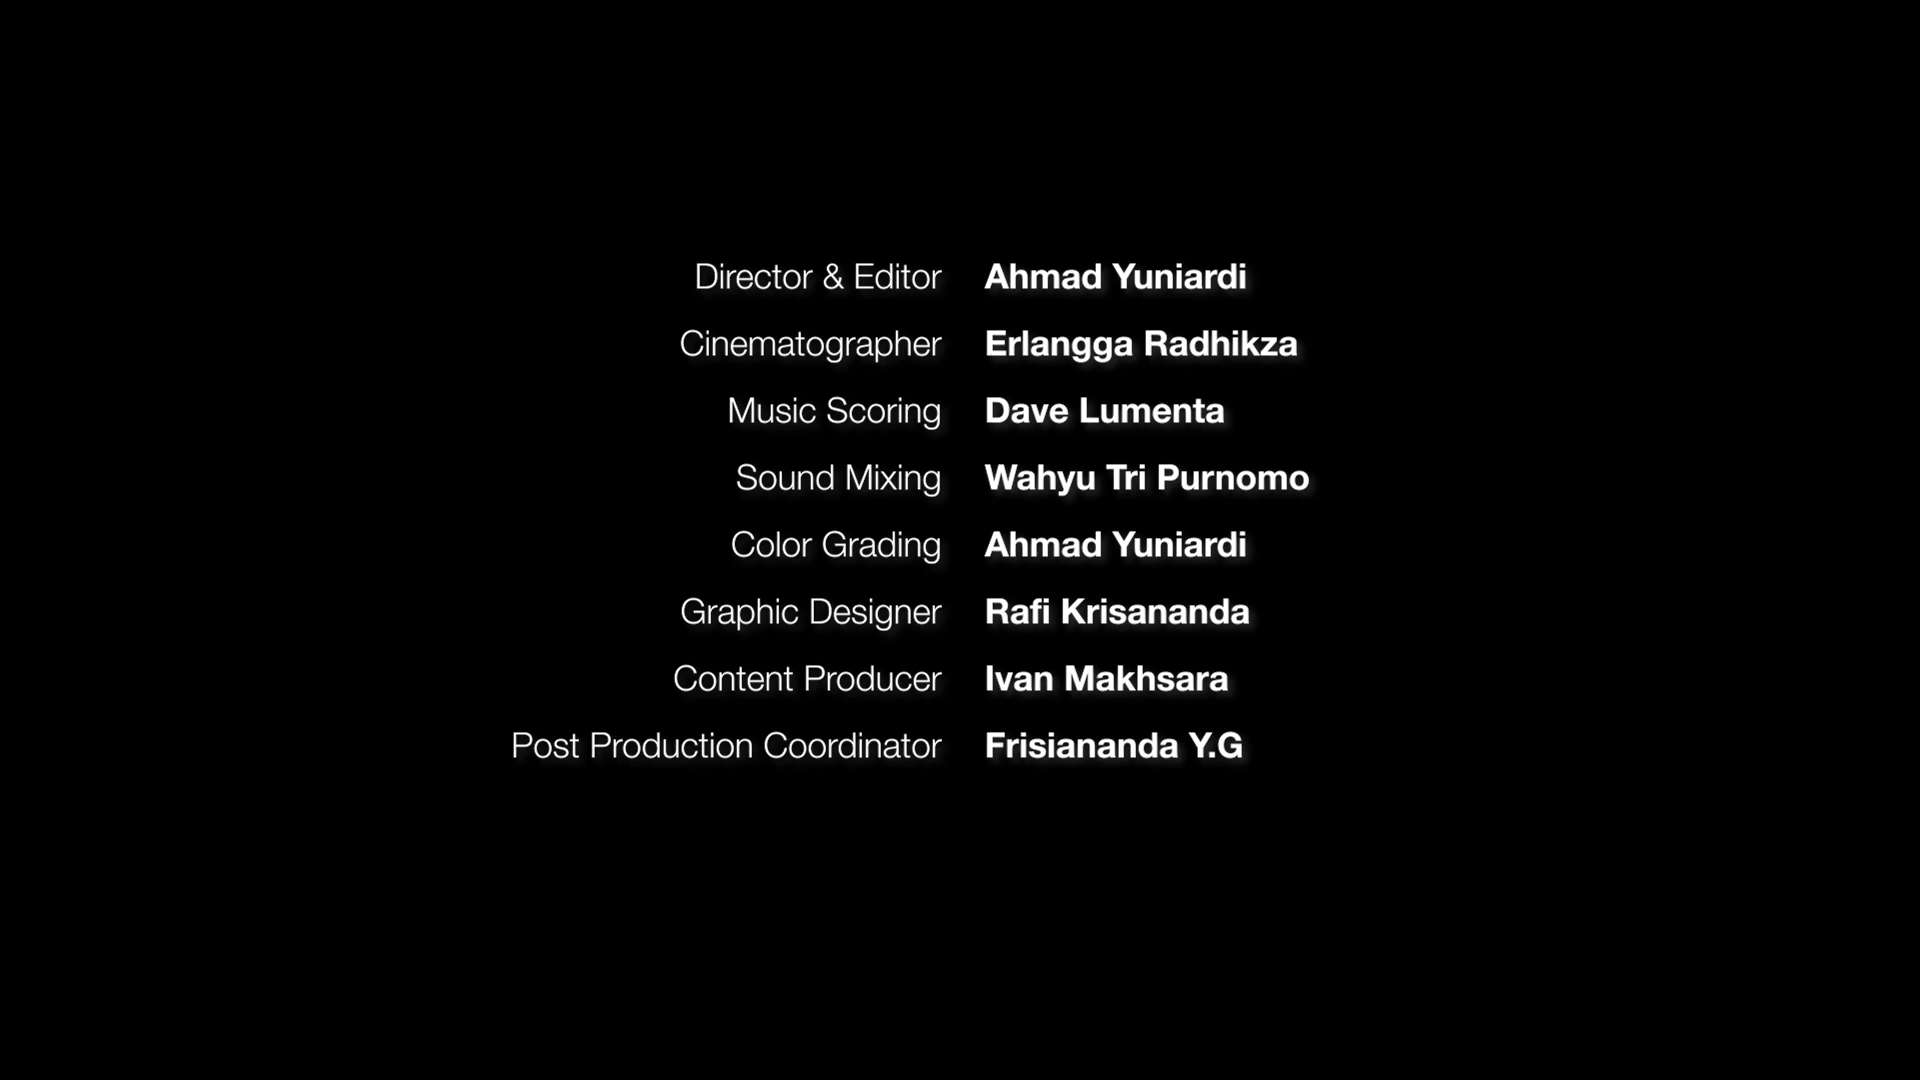 Director & Editor Ahmad Yuniardi
Cinematographer Erlangga Radhikza
Music Scoring Dave Lumenta
Sound Mixing Wahyu Tri Purnomo
Color Grading Ahmad Yuniardi
Graphic Designer Rafi Krisananda
Content Producer Ivan Makhsara
Post Production Coordinator Frisiananda Y.G